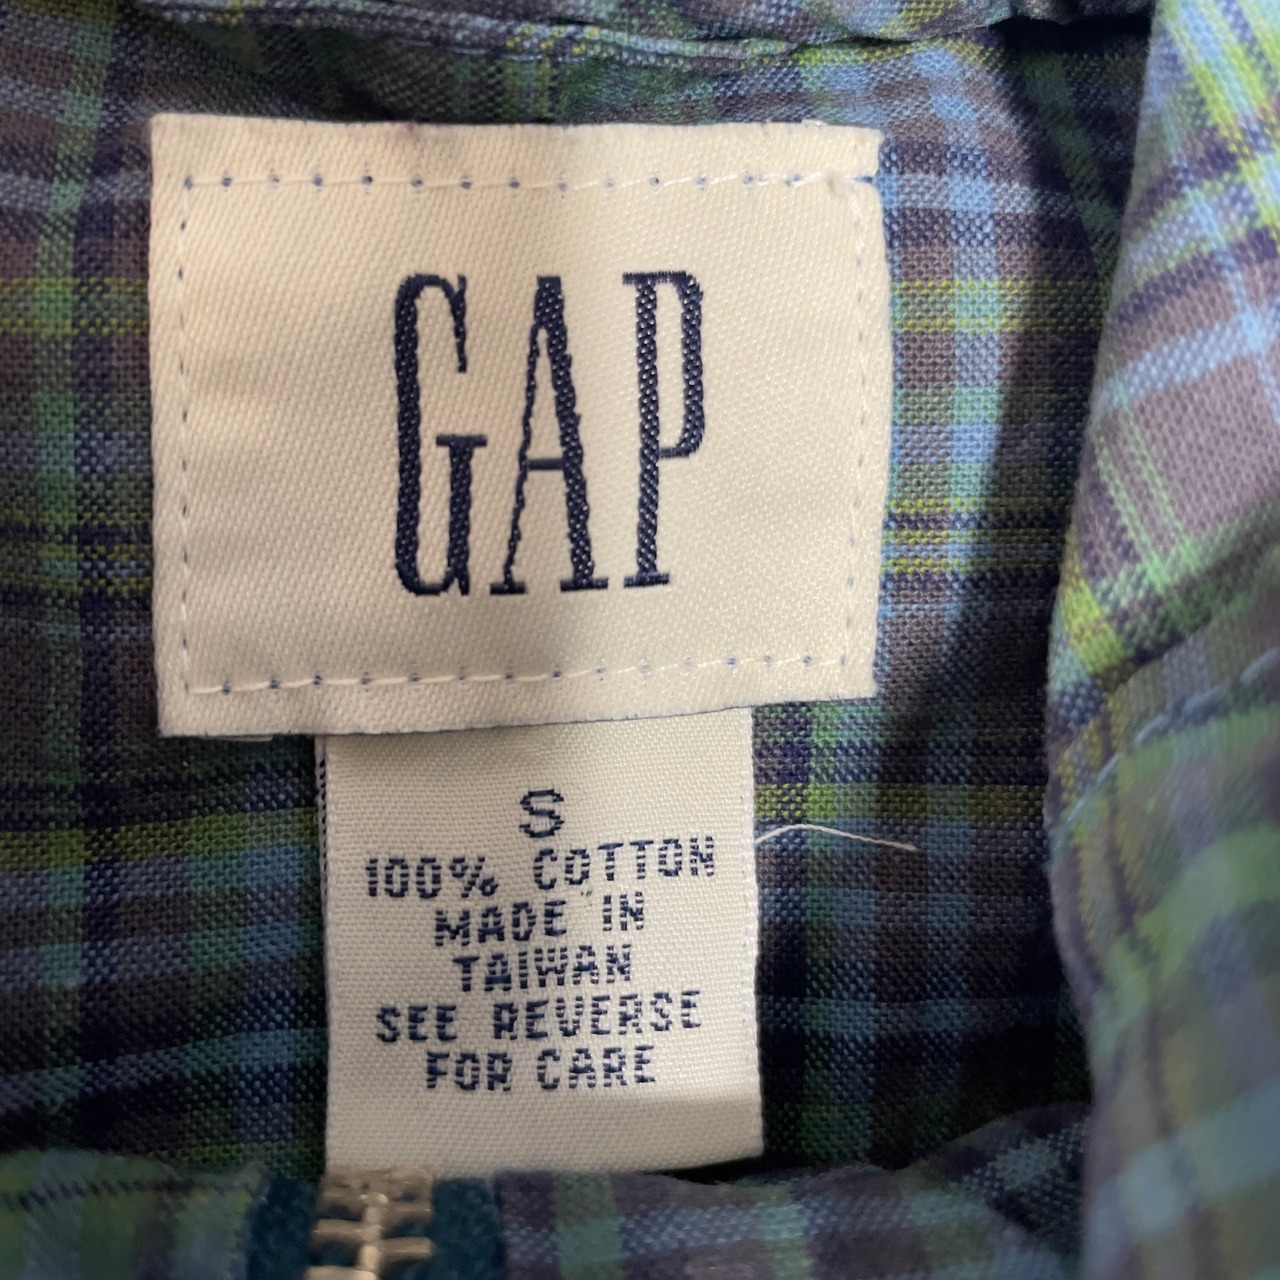 GAP
S
100% COTTON
MADE IN
TAIWAN
SEE REVERSE
FOR CARE